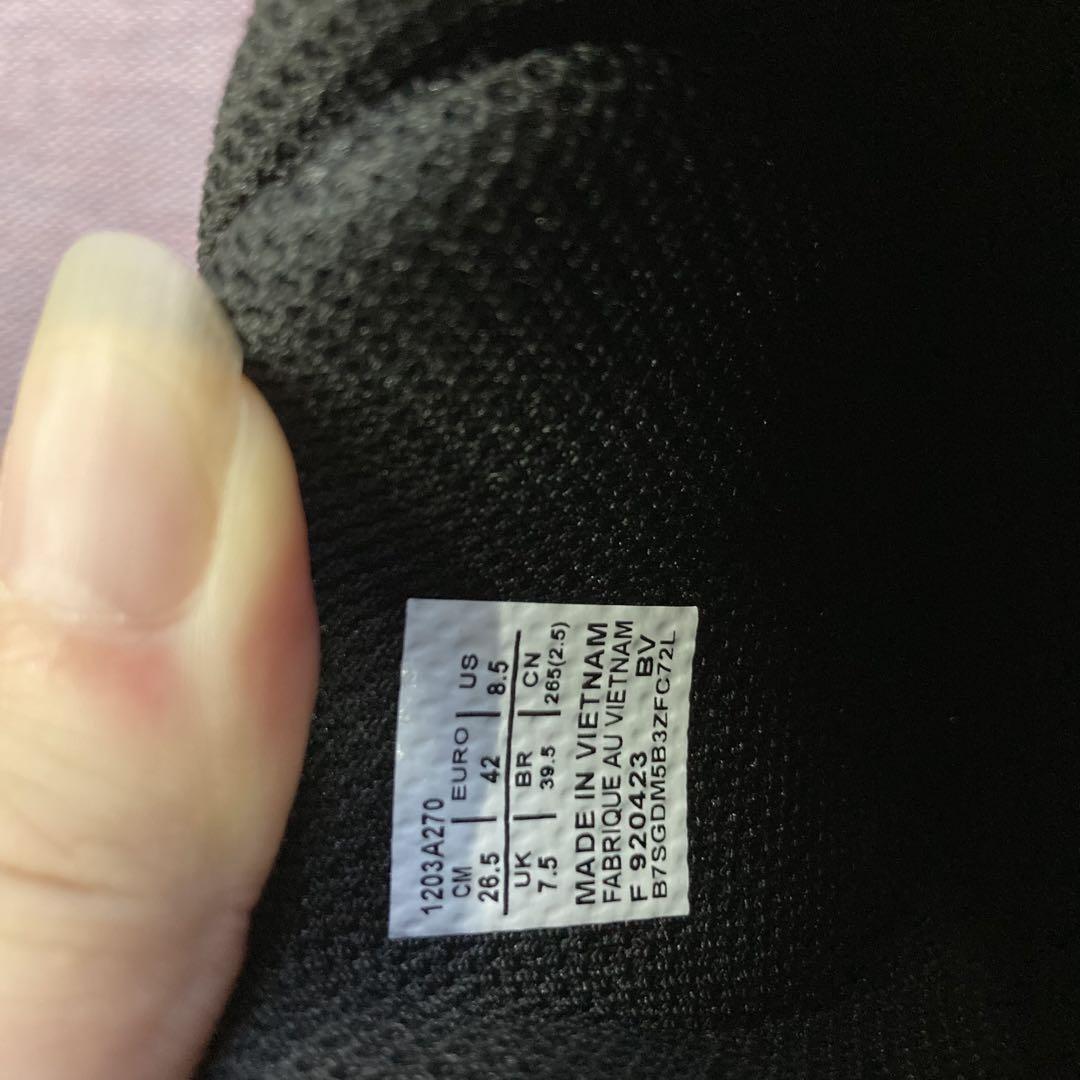 1203A270
CM | EURO | US
26.5 42 8.5
UK | BR | CN
7.5 39.5 265(2.5)
MADE IN VIETNAM
FABRIQUE AU VIETNAM
F 920423 BV
B7SGDM5B3ZFC72L